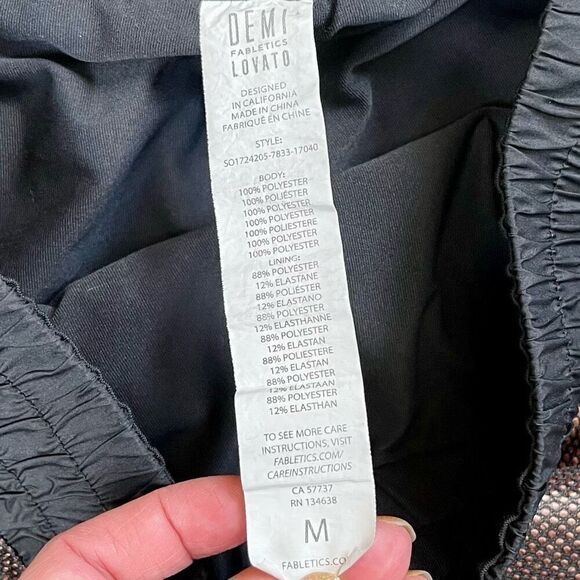 DEMI
FABLETICS
LOVATO
DESIGNED
IN CALIFORNIA
MADE IN CHINA
FABRIQUÉ EN CHINE
STYLE:
SO1724205-7833-17040
BODY:
100% POLYESTER
100% POLIÉSTER
100% POLYESTER
100% POLYESTER
100% POLIESTERE
100% POLYESTER
100% POLYESTER
LINING:
88% POLYESTER
12% ELASTANE
88% POLIÉSTER
12% ELASTANO
88% POLYESTER
12% ELASTHANNE
88% POLYESTER
12% ELASTAN
88% POLIESTERE
12% ELASTAN
88% POLYESTER
12% ELASTAAN
88% POLYESTER
12% ELASTHAN
TO SEE MORE CARE
INSTRUCTIONS, VISIT
FABLETICS.COM/
CAREINSTRUCTIONS
CA 57737
RN 134638
M
FABLETICS.CO